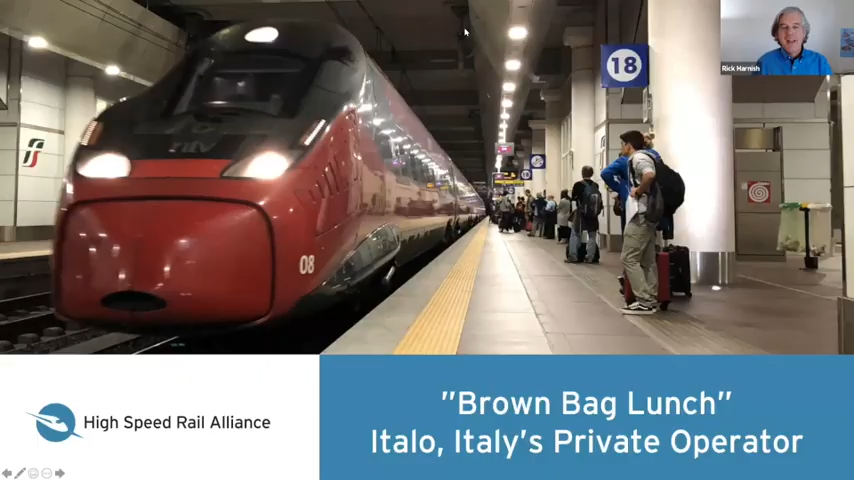 Rick Harnish
18
08
High Speed Rail Alliance
"Brown Bag Lunch"
Italo, Italy's Private Operator